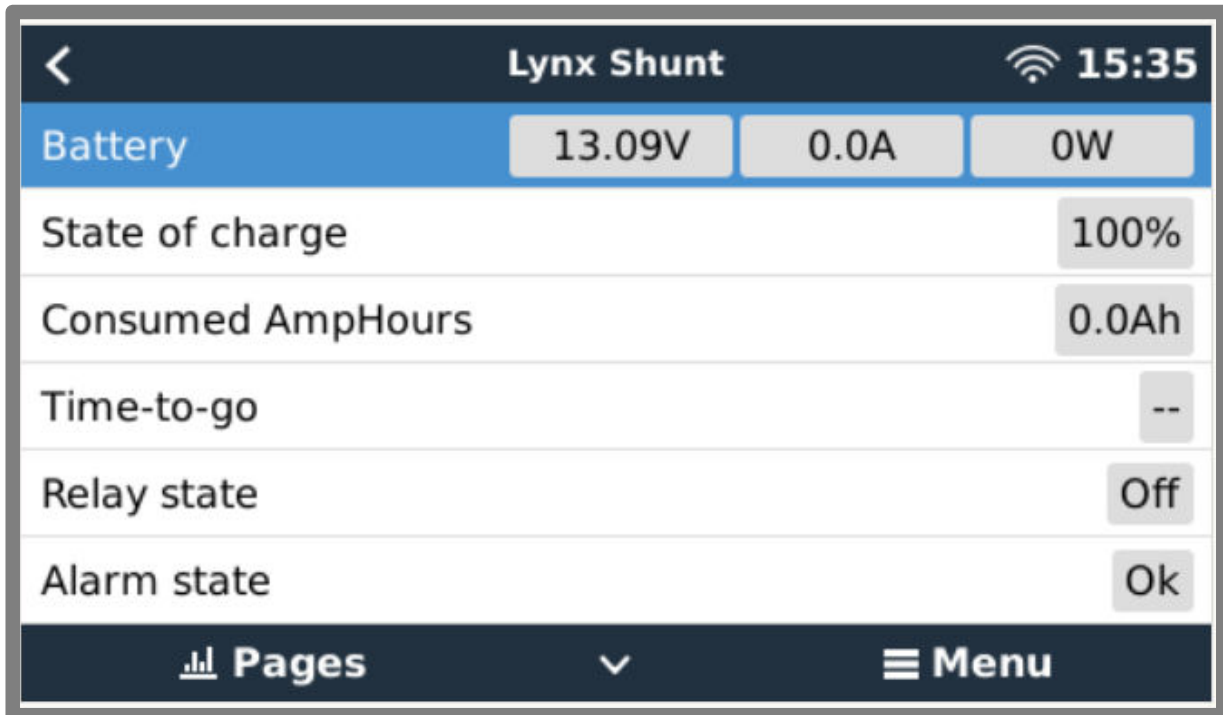 Lynx Shunt 15:35
Battery 13.09V 0.0A 0W
State of charge 100%
Consumed AmpHours 0.0Ah
Time-to-go --
Relay state Off
Alarm state Ok
Pages Menu